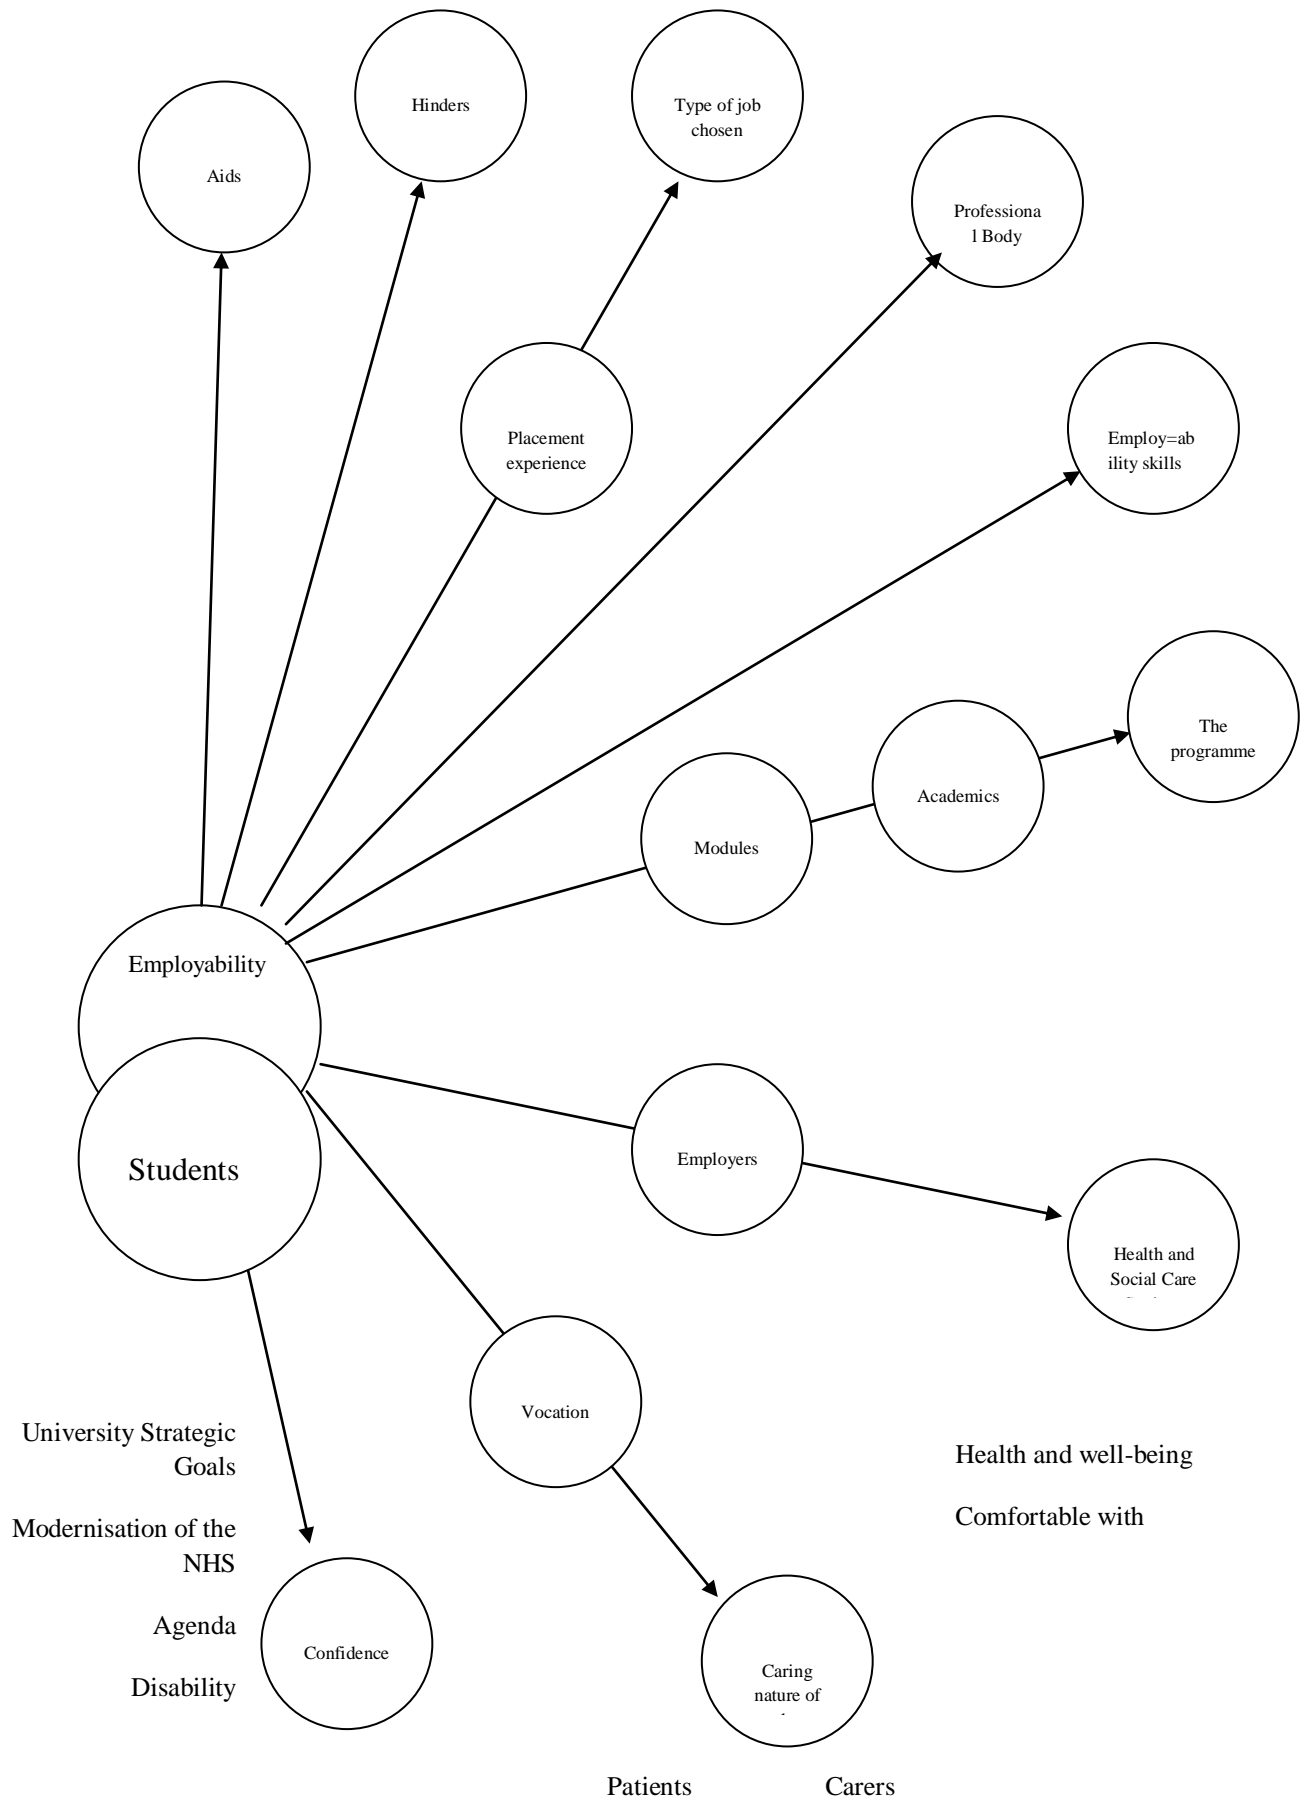 Hinders
Type of job
chosen
Aids
Professiona
l Body
Placement
experience
Employ=ab
ility skills
The
programme
Academics
Modules
Employability
Employers
Students
Health and
Social Care
Vocation
University Strategic
Goals
Health and well-being
Comfortable with
Modernisation of the
NHS
Agenda
Confidence
Disability
Caring
nature of
Patients
Carers